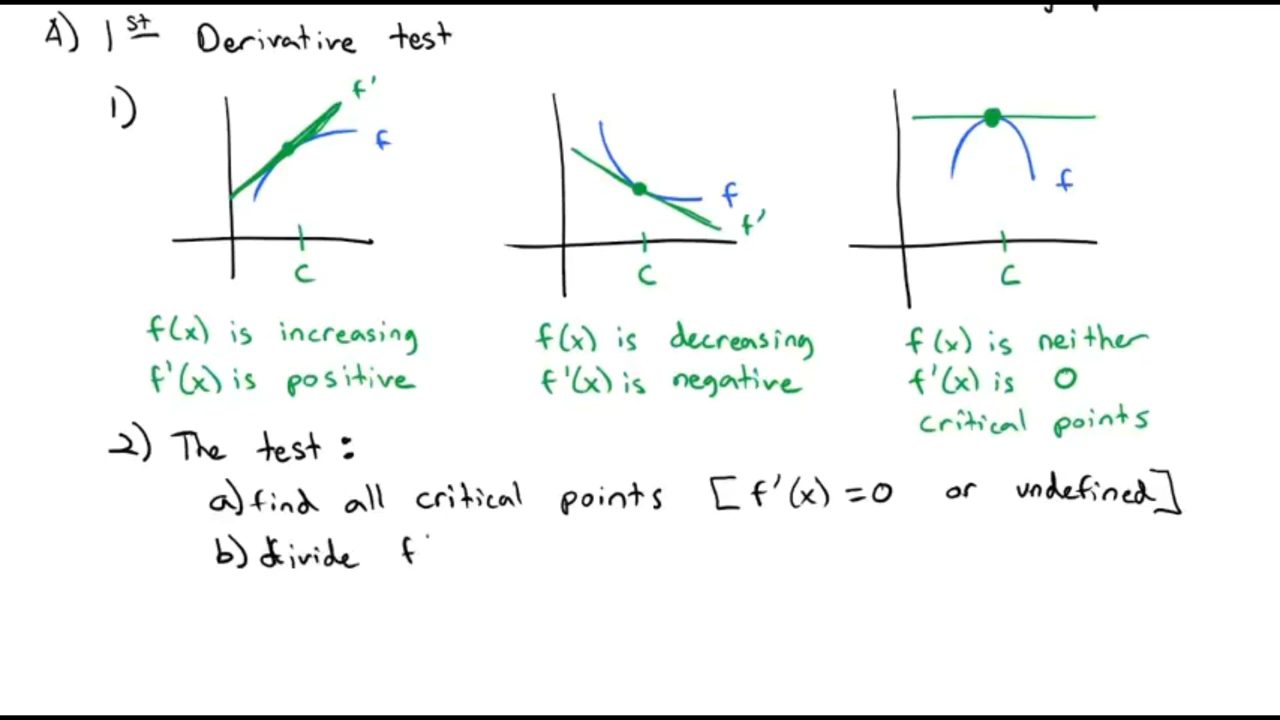 A) 1st Derivative test
1)
f'
f
c
f
f'
c
f
c
f(x) is increasing
f'(x) is positive
f(x) is decreasing
f'(x) is negative
f(x) is neither
f'(x) is 0
critical points
2) The test :
a) find all critical points [f'(x) = 0 or undefined]
b) divide f'